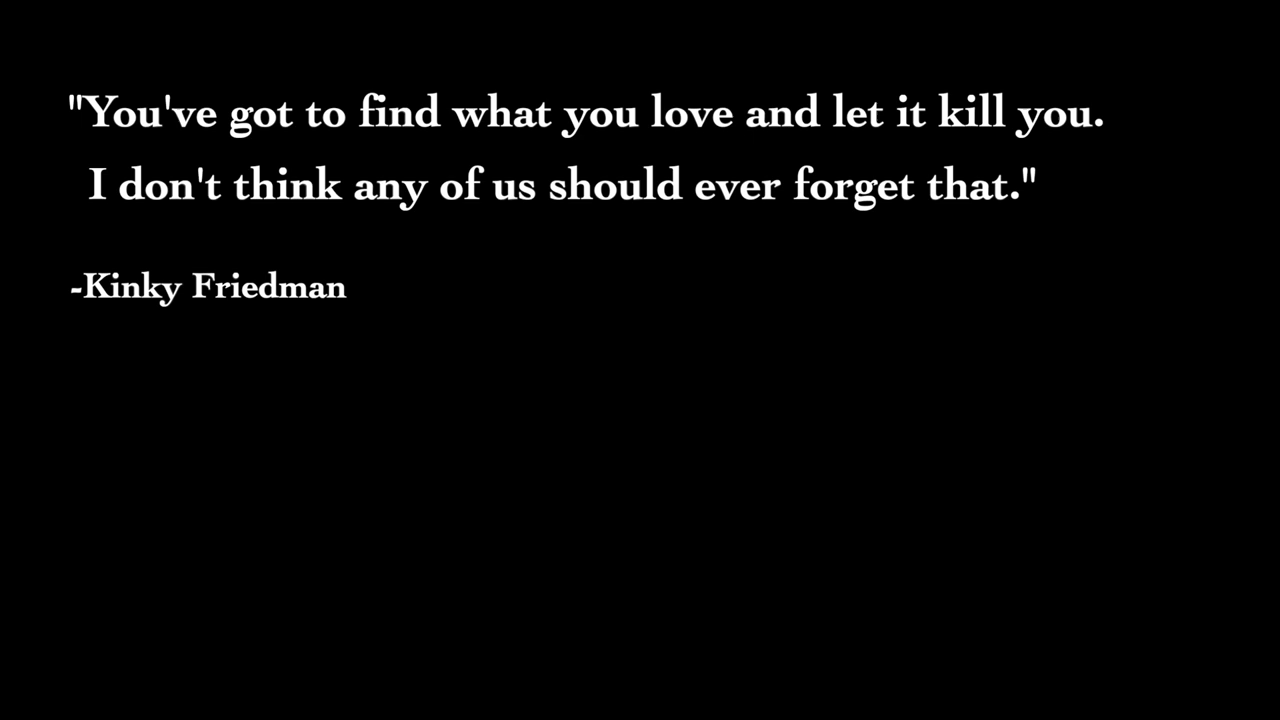 "You've got to find what you love and let it kill you.
I don't think any of us should ever forget that."
-Kinky Friedman